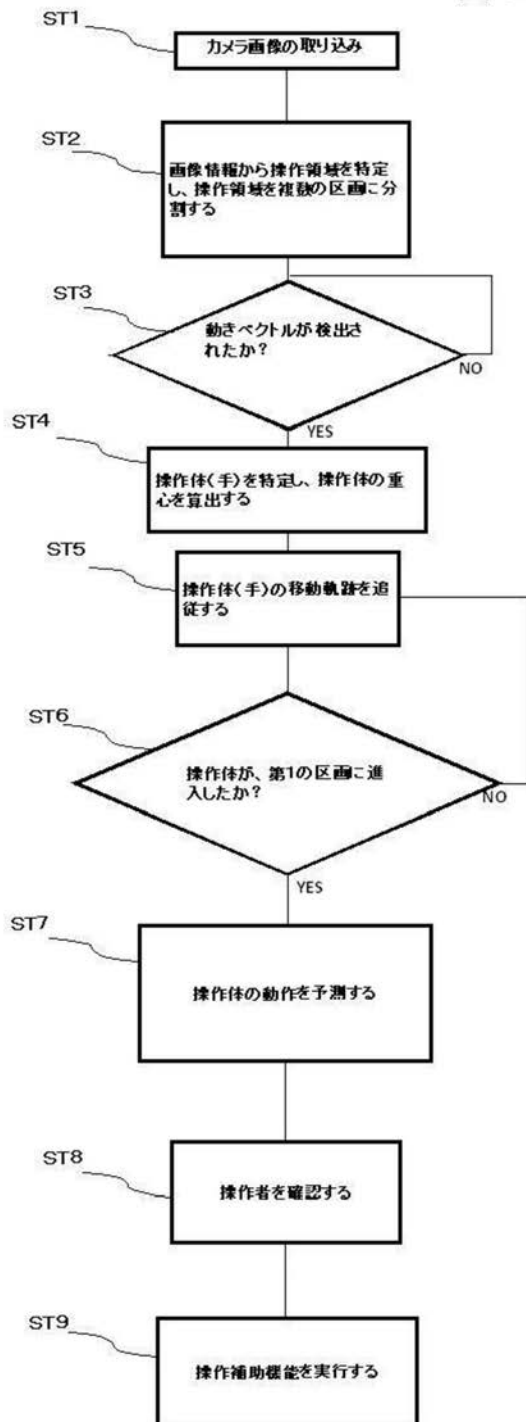 ST1
カメラ画像の取り込み
ST2
画像情報から操作領域を特定
し、操作領域を複数の区画に分
割する
ST3
動きベクトルが検出さ
れたか?
NO
YES
ST4
操作体(手)を特定し、操作体の重
心を算出する
ST5
操作体(手)の移動軌跡を追
従する
ST6
操作体が、第1の区画に進
入したか?
NO
YES
ST7
操作体の動作を予測する
ST8
操作者を確認する
ST9
操作補助機能を実行する